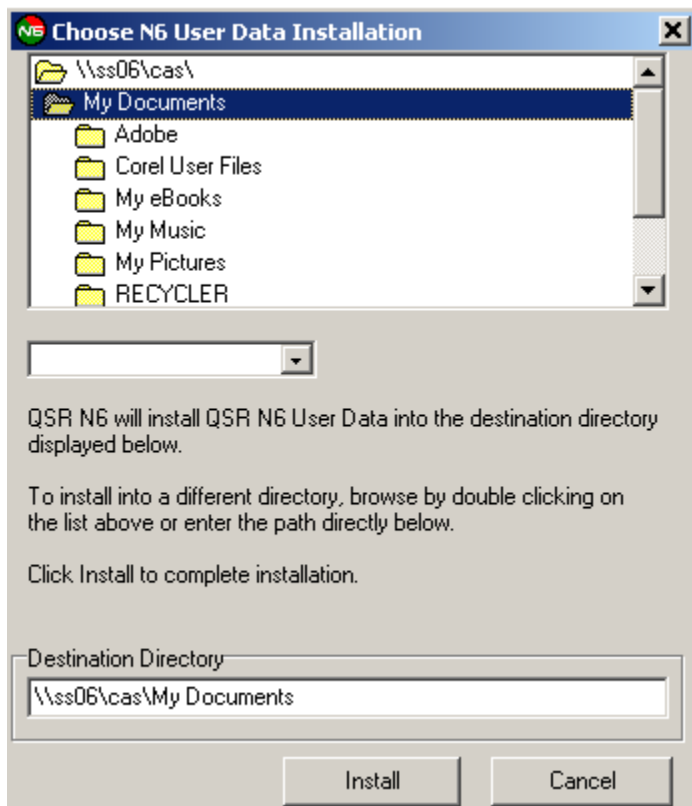 N6 Choose N6 User Data Installation
\\ss06\cas\
My Documents
Adobe
Corel User Files
My eBooks
My Music
My Pictures
RECYCLER
QSR N6 will install QSR N6 User Data into the destination directory
displayed below.
To install into a different directory, browse by double clicking on
the list above or enter the path directly below.
Click Install to complete installation.
Destination Directory
\\ss06\cas\My Documents
Install Cancel